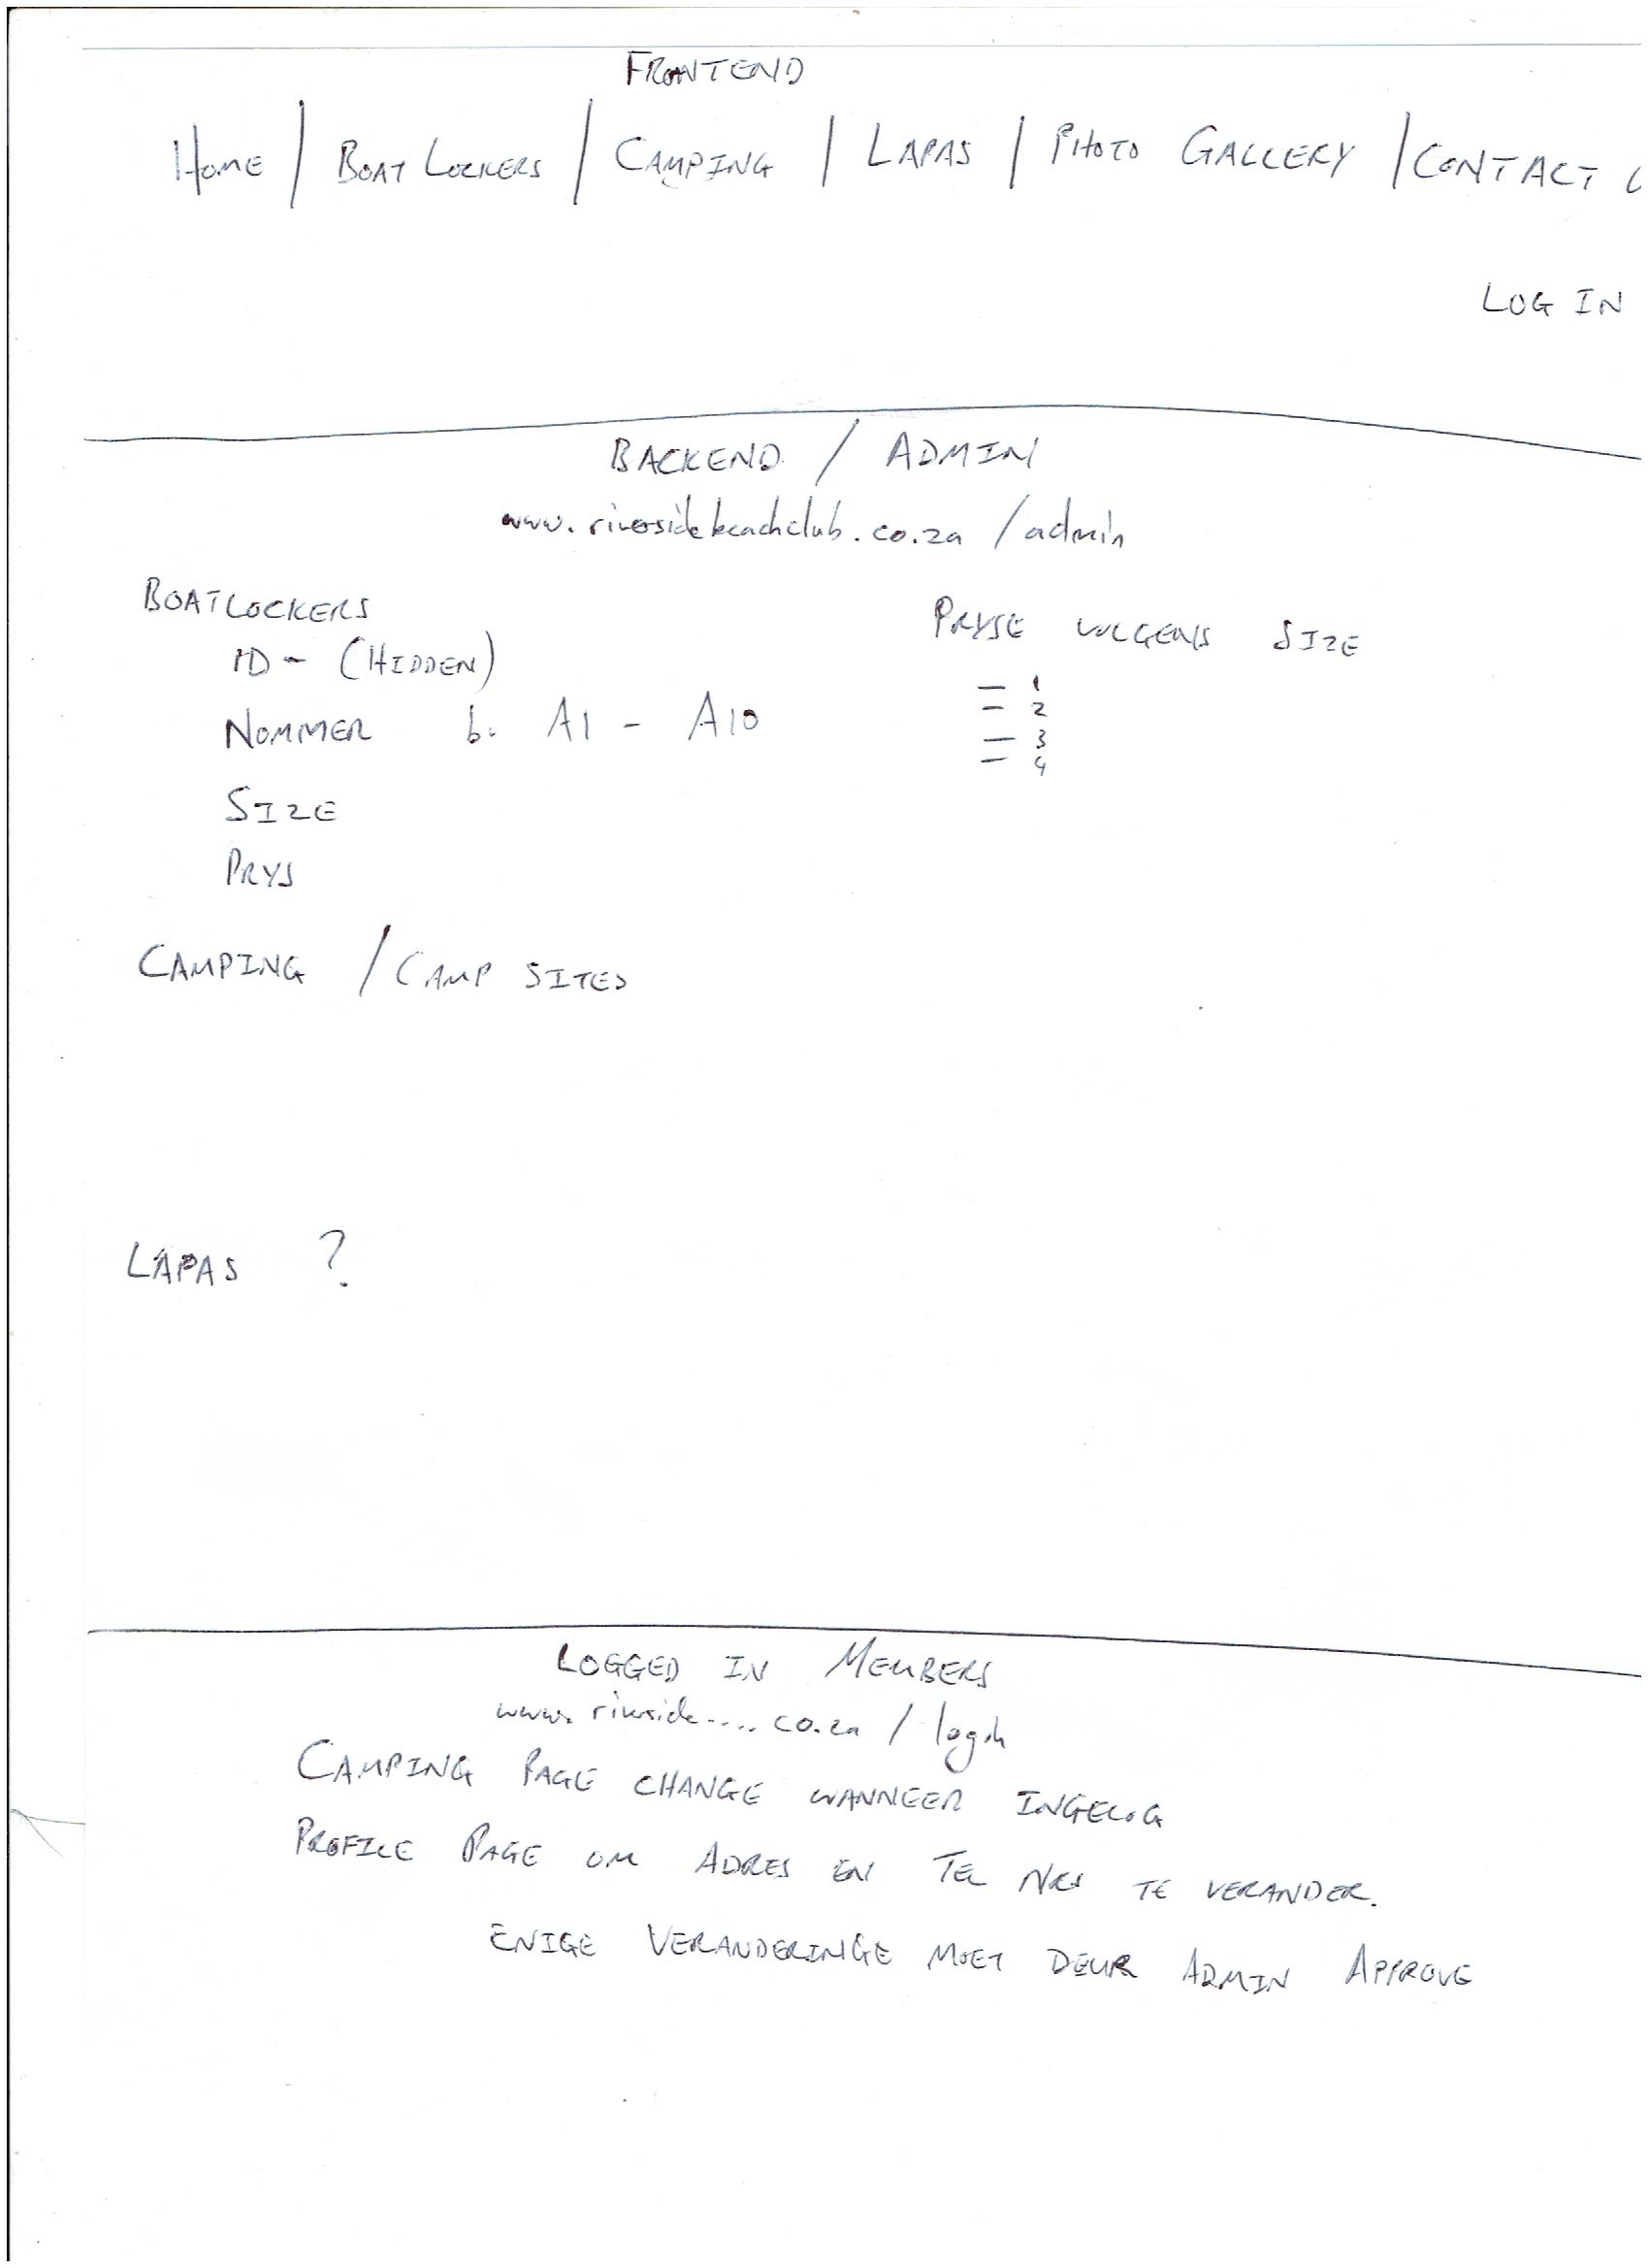 FRONTEND
HOME / BOAT LOCKERS / CAMPING / LAPAS / PHOTO GALLERY / CONTACT
LOG IN
BACKEND / ADMIN
www.riversidebeachclub.co.za /admin
BOATLOCKERS
ID - (HIDDEN)
NOMMER b. A1 - A10
SIZE
PRYS
PRYSE VOLGENS SIZE
- 1
- 2
- 3
- 4
CAMPING / CAMP SITES
LAPAS ?
LOGGED IN MEMBERS
www.riverside....co.za / login
CAMPING PAGE CHANGE WANNEER INGELOG
PROFILE PAGE OM ADRES EN TEL NRS TE VERANDER.
ENIGE VERANDERINGE MOET DEUR ADMIN APPROVE